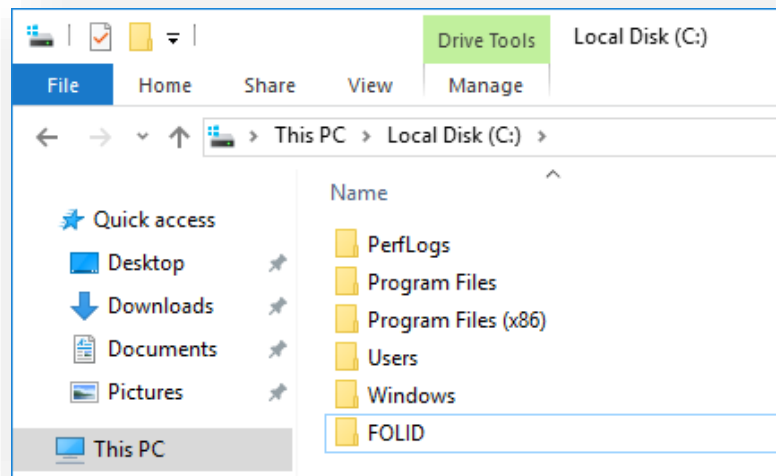 Drive Tools Local Disk (C:)
File Home Share View Manage
This PC > Local Disk (C:) >
Name
Quick access
Desktop
Downloads
Documents
Pictures
This PC
PerfLogs
Program Files
Program Files (x86)
Users
Windows
FOLID